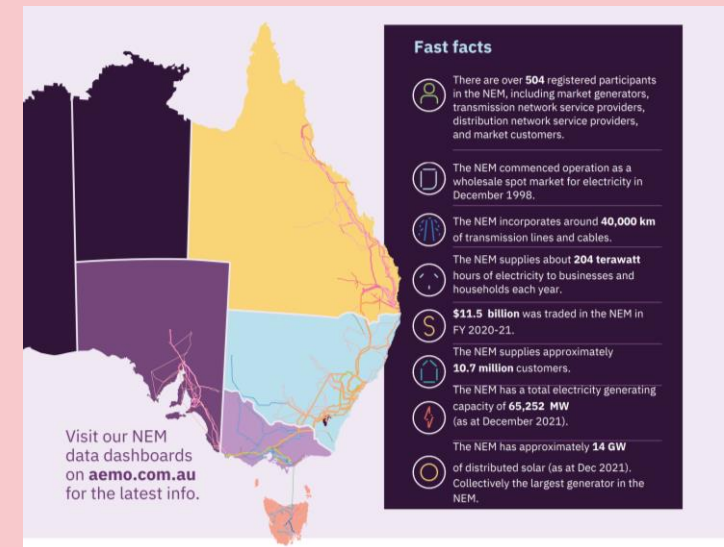 Fast facts
There are over 504 registered participants
in the NEM, including market generators,
transmission network service providers,
distribution network service providers,
and market customers.
The NEM commenced operation as a
wholesale spot market for electricity in
December 1998.
The NEM incorporates around 40,000 km
of transmission lines and cables.
The NEM supplies about 204 terawatt
hours of electricity to businesses and
households each year.
$11.5 billion was traded in the NEM in
FY 2020-21.
The NEM supplies approximately
10.7 million customers.
The NEM has a total electricity generating
capacity of 65,252 MW
(as at December 2021).
The NEM has approximately 14 GW
of distributed solar (as at Dec 2021).
Collectively the largest generator in the
NEM.
Visit our NEM
data dashboards
on aemo.com.au
for the latest info.